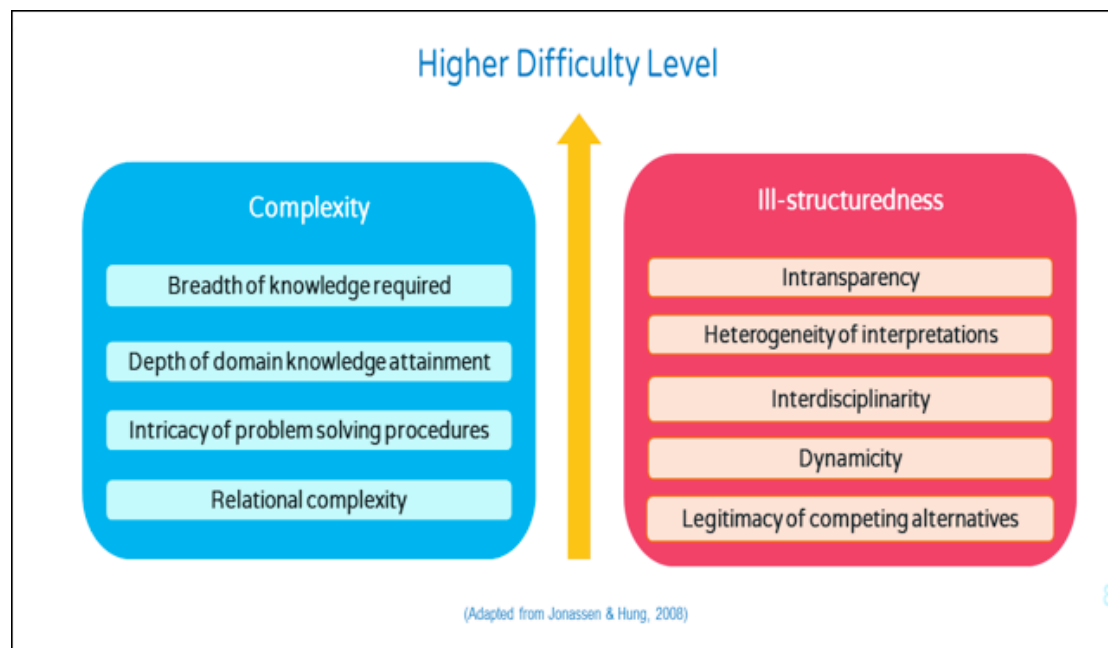 Higher Difficulty Level
Complexity
Breadth of knowledge required
Depth of domain knowledge attainment
Intricacy of problem solving procedures
Relational complexity
Ill-structuredness
Intransparency
Heterogeneity of interpretations
Interdisciplinarity
Dynamicity
Legitimacy of competing alternatives
(Adapted from Jonassen & Hung, 2008)